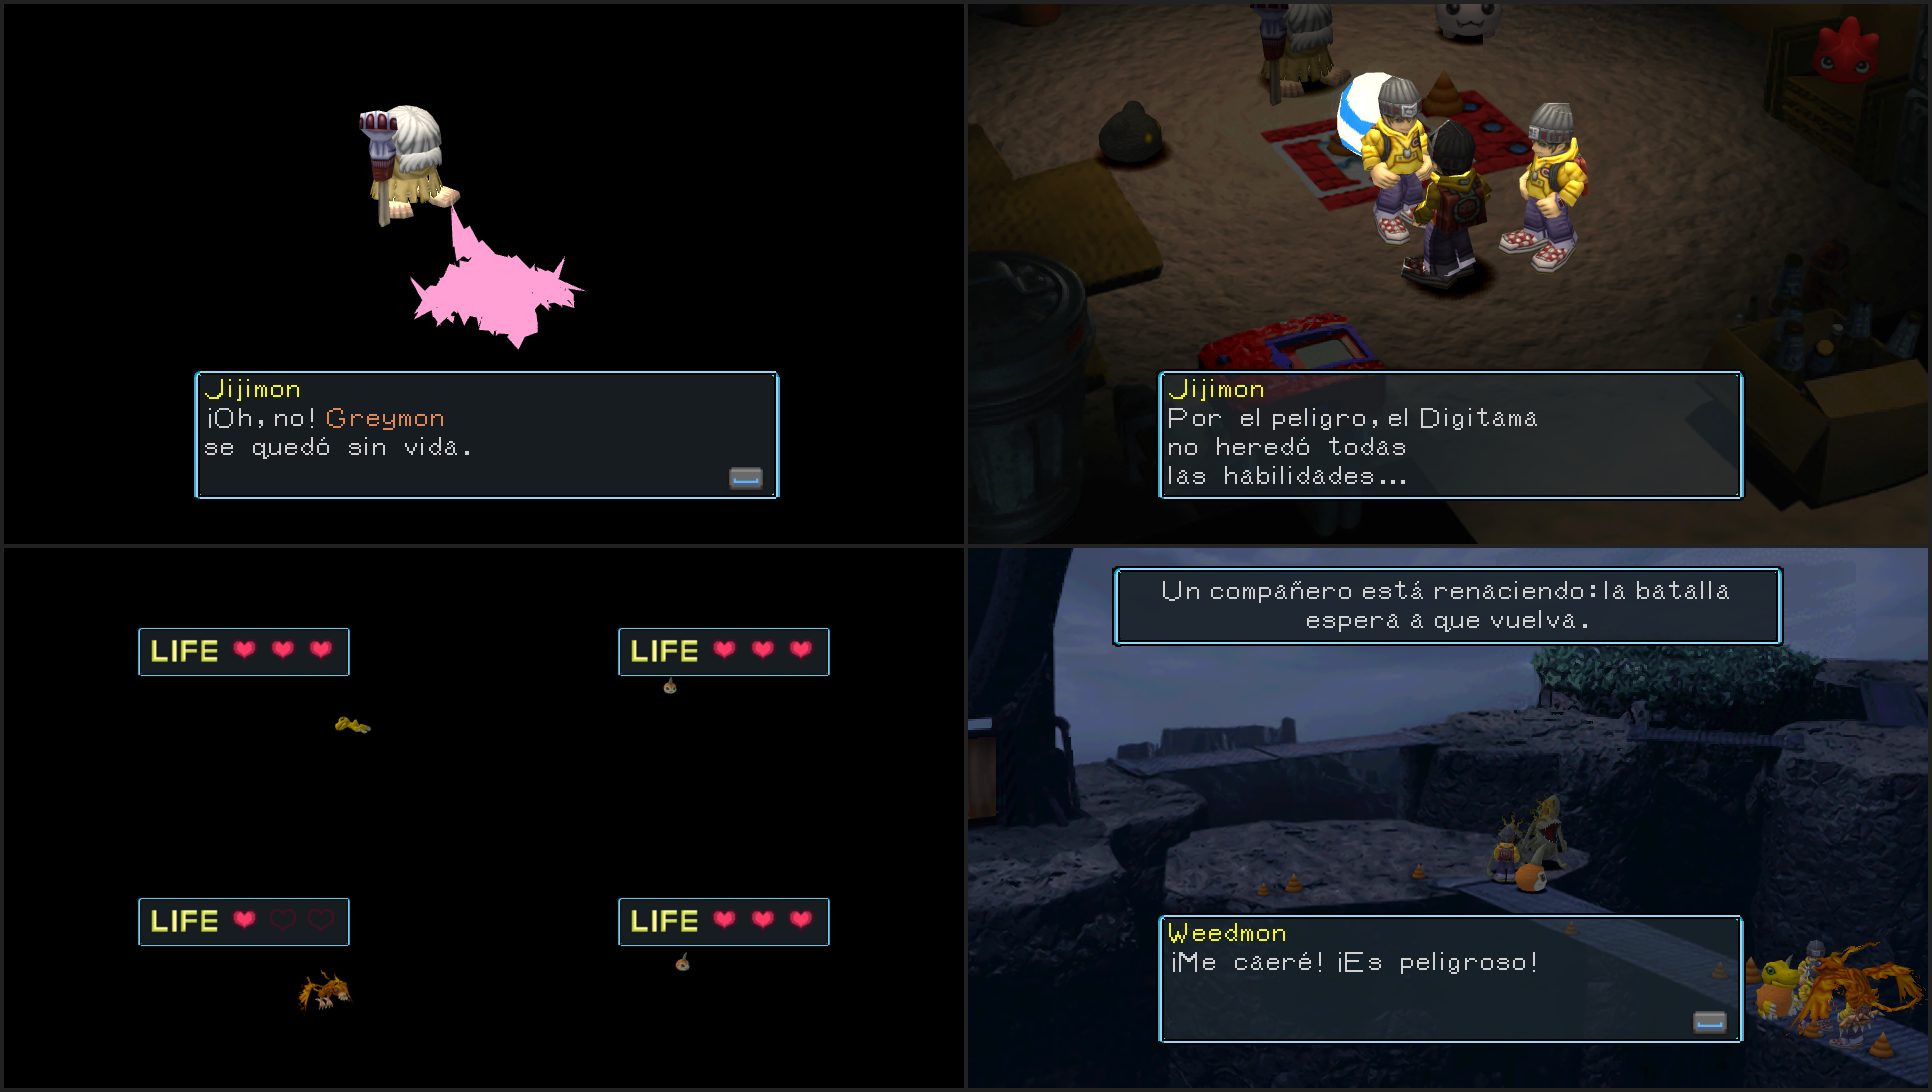 Jijimon
¡Oh, no! Greymon
se quedó sin vida.
Jijimon
Por el peligro, el Digitama
no heredó todas
las habilidades...
LIFE
LIFE
LIFE
LIFE
Un compañero está renaciendo: la batalla
espera a que vuelva.
Weedmon
¡Me caeré! ¡Es peligroso!